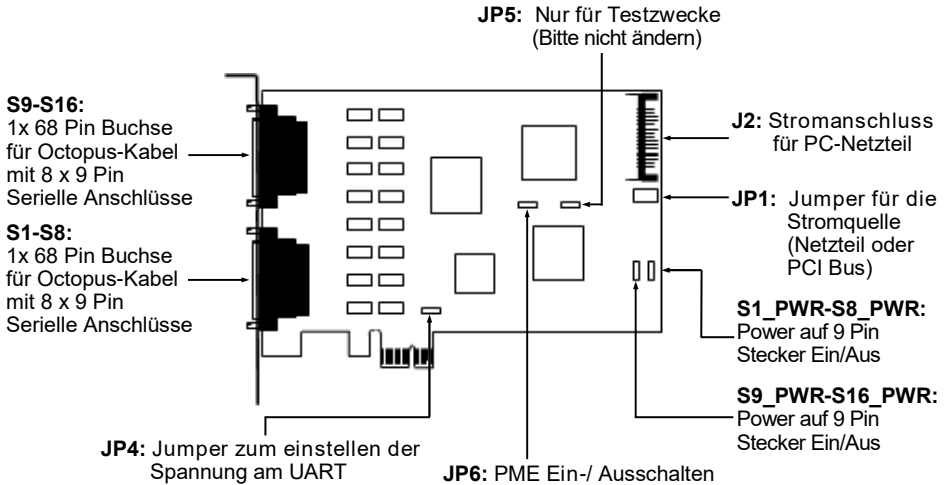 JP5: Nur für Testzwecke
(Bitte nicht ändern)
S9-S16:
1x 68 Pin Buchse
für Octopus-Kabel
mit 8 x 9 Pin
Serielle Anschlüsse
S1-S8:
1x 68 Pin Buchse
für Octopus-Kabel
mit 8 x 9 Pin
Serielle Anschlüsse
J2: Stromanschluss
für PC-Netzteil
JP1: Jumper für die
Stromquelle
(Netzteil oder
PCI Bus)
S1_PWR-S8_PWR:
Power auf 9 Pin
Stecker Ein/Aus
S9_PWR-S16_PWR:
Power auf 9 Pin
Stecker Ein/Aus
JP4: Jumper zum einstellen der
Spannung am UART
JP6: PME Ein-/ Ausschalten